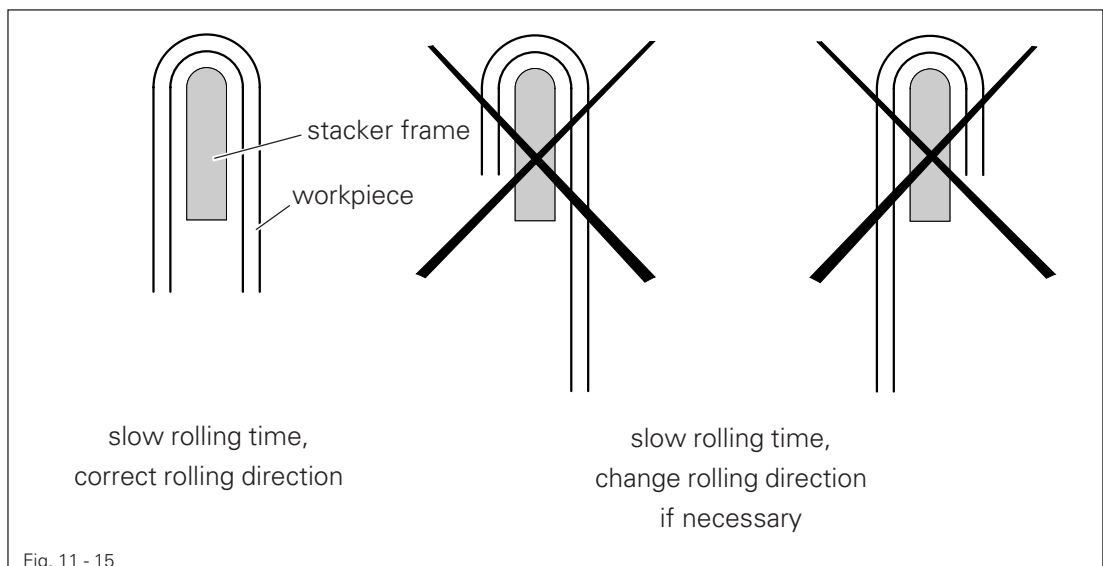 stacker frame
workpiece
slow rolling time,
correct rolling direction
slow rolling time,
change rolling direction
if necessary
Fig. 11 - 15